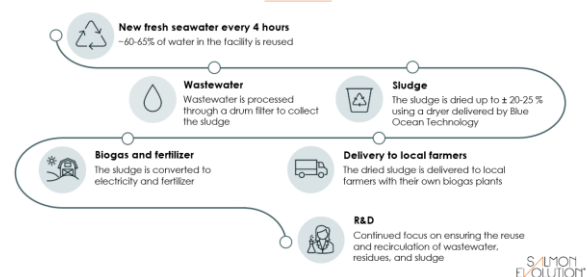 New fresh seawater every 4 hours
~60-65% of water in the facility is reused
Wastewater
Wastewater is processed
through a drum filter to collect
the sludge
Sludge
The sludge is dried up to ± 20-25 %
using a dryer delivered by Blue
Ocean Technology
Biogas and fertilizer
The sludge is converted to
electricity and fertilizer
Delivery to local farmers
The dried sludge is delivered to local
farmers with their own biogas plants
R&D
Continued focus on ensuring the reuse
and recirculation of wastewater,
residues, and sludge
SALMON
EVOLUTION